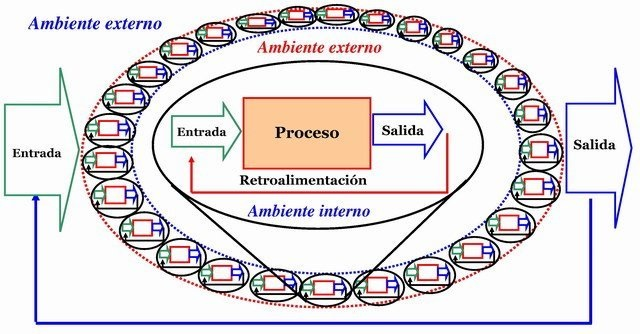 Ambiente externo
Ambiente externo
Entrada
Entrada
Proceso
Salida
Salida
Retroalimentación
Ambiente interno